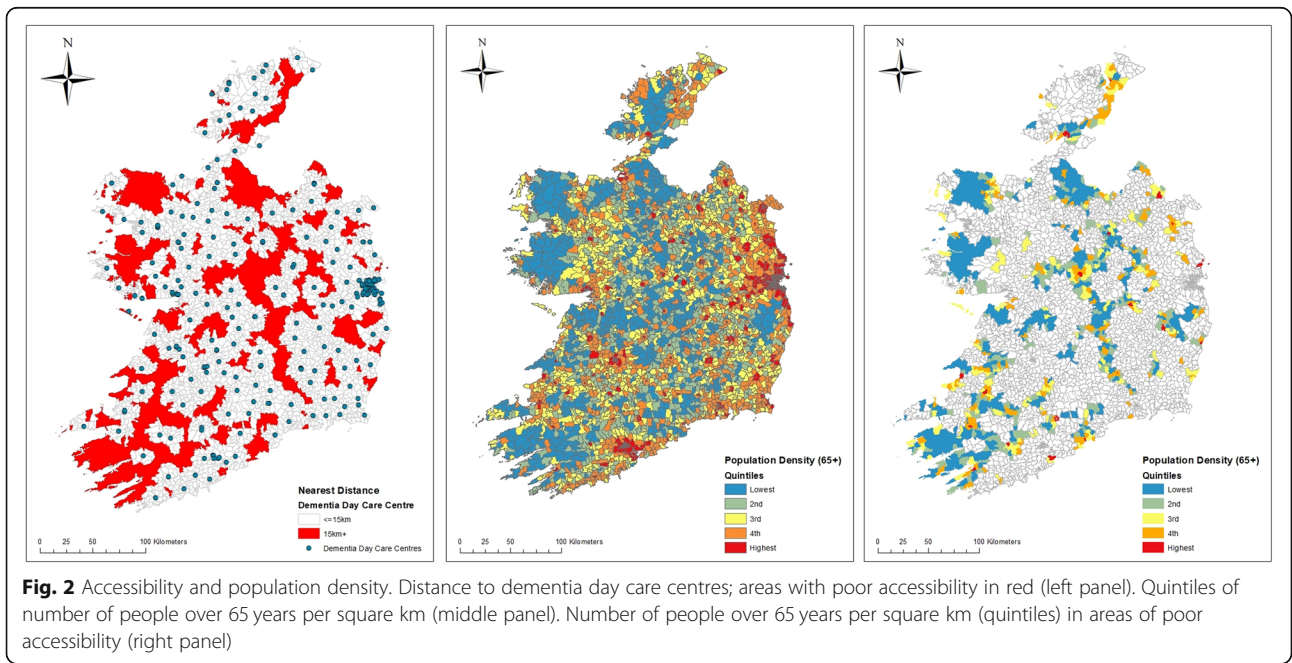 N
Nearest Distance
Dementia Day Care Centre
<=15km
15km+
Dementia Day Care Centres
0 25 50 100 Kilometers
Population Density (65+)
Quintiles
Lowest
2nd
3rd
4th
Highest
0 25 50 100 Kilometers
N
Population Density (65+)
Quintiles
Lowest
2nd
3rd
4th
Highest
0 25 50 100 Kilometers
Fig. 2 Accessibility and population density. Distance to dementia day care centres; areas with poor accessibility in red (left panel). Quintiles of
number of people over 65 years per square km (middle panel). Number of people over 65 years per square km (quintiles) in areas of poor
accessibility (right panel)